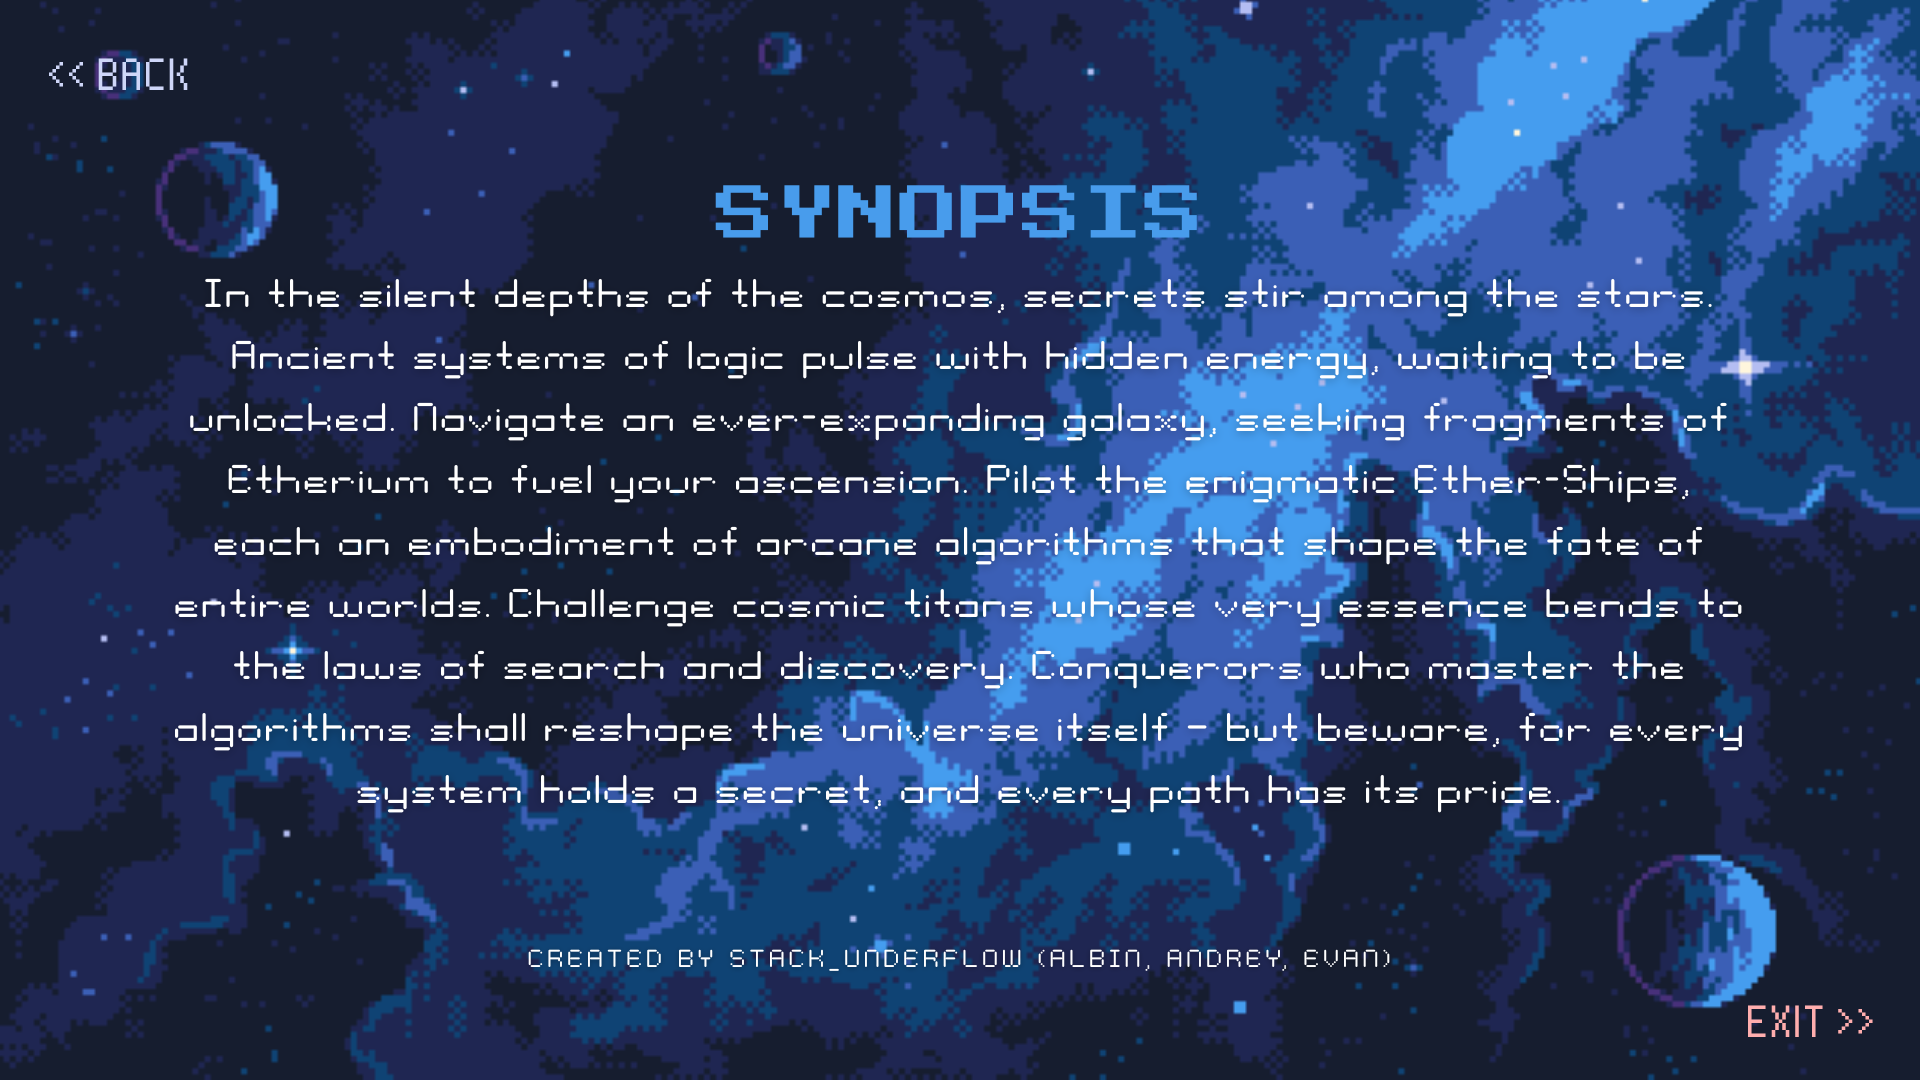 << BACK
SYNOPSIS
In the silent depths of the cosmos, secrets stir among the stars.
Ancient systems of logic pulse with hidden energy, waiting to be
unlocked. Navigate an ever-expanding galaxy, seeking fragments of
Etherium to fuel your ascension. Pilot the enigmatic Ether-Ships,
each an embodiment of arcane algorithms that shape the fate of
entire worlds. Challenge cosmic titans whose very essence bends to
the laws of search and discovery. Conquerors who master the
algorithms shall reshape the universe itself - but beware, for every
system holds a secret, and every path has its price.
CREATED BY STACK_UNDERFLOW (ALBIN, ANDREY, EVAN)
EXIT >>